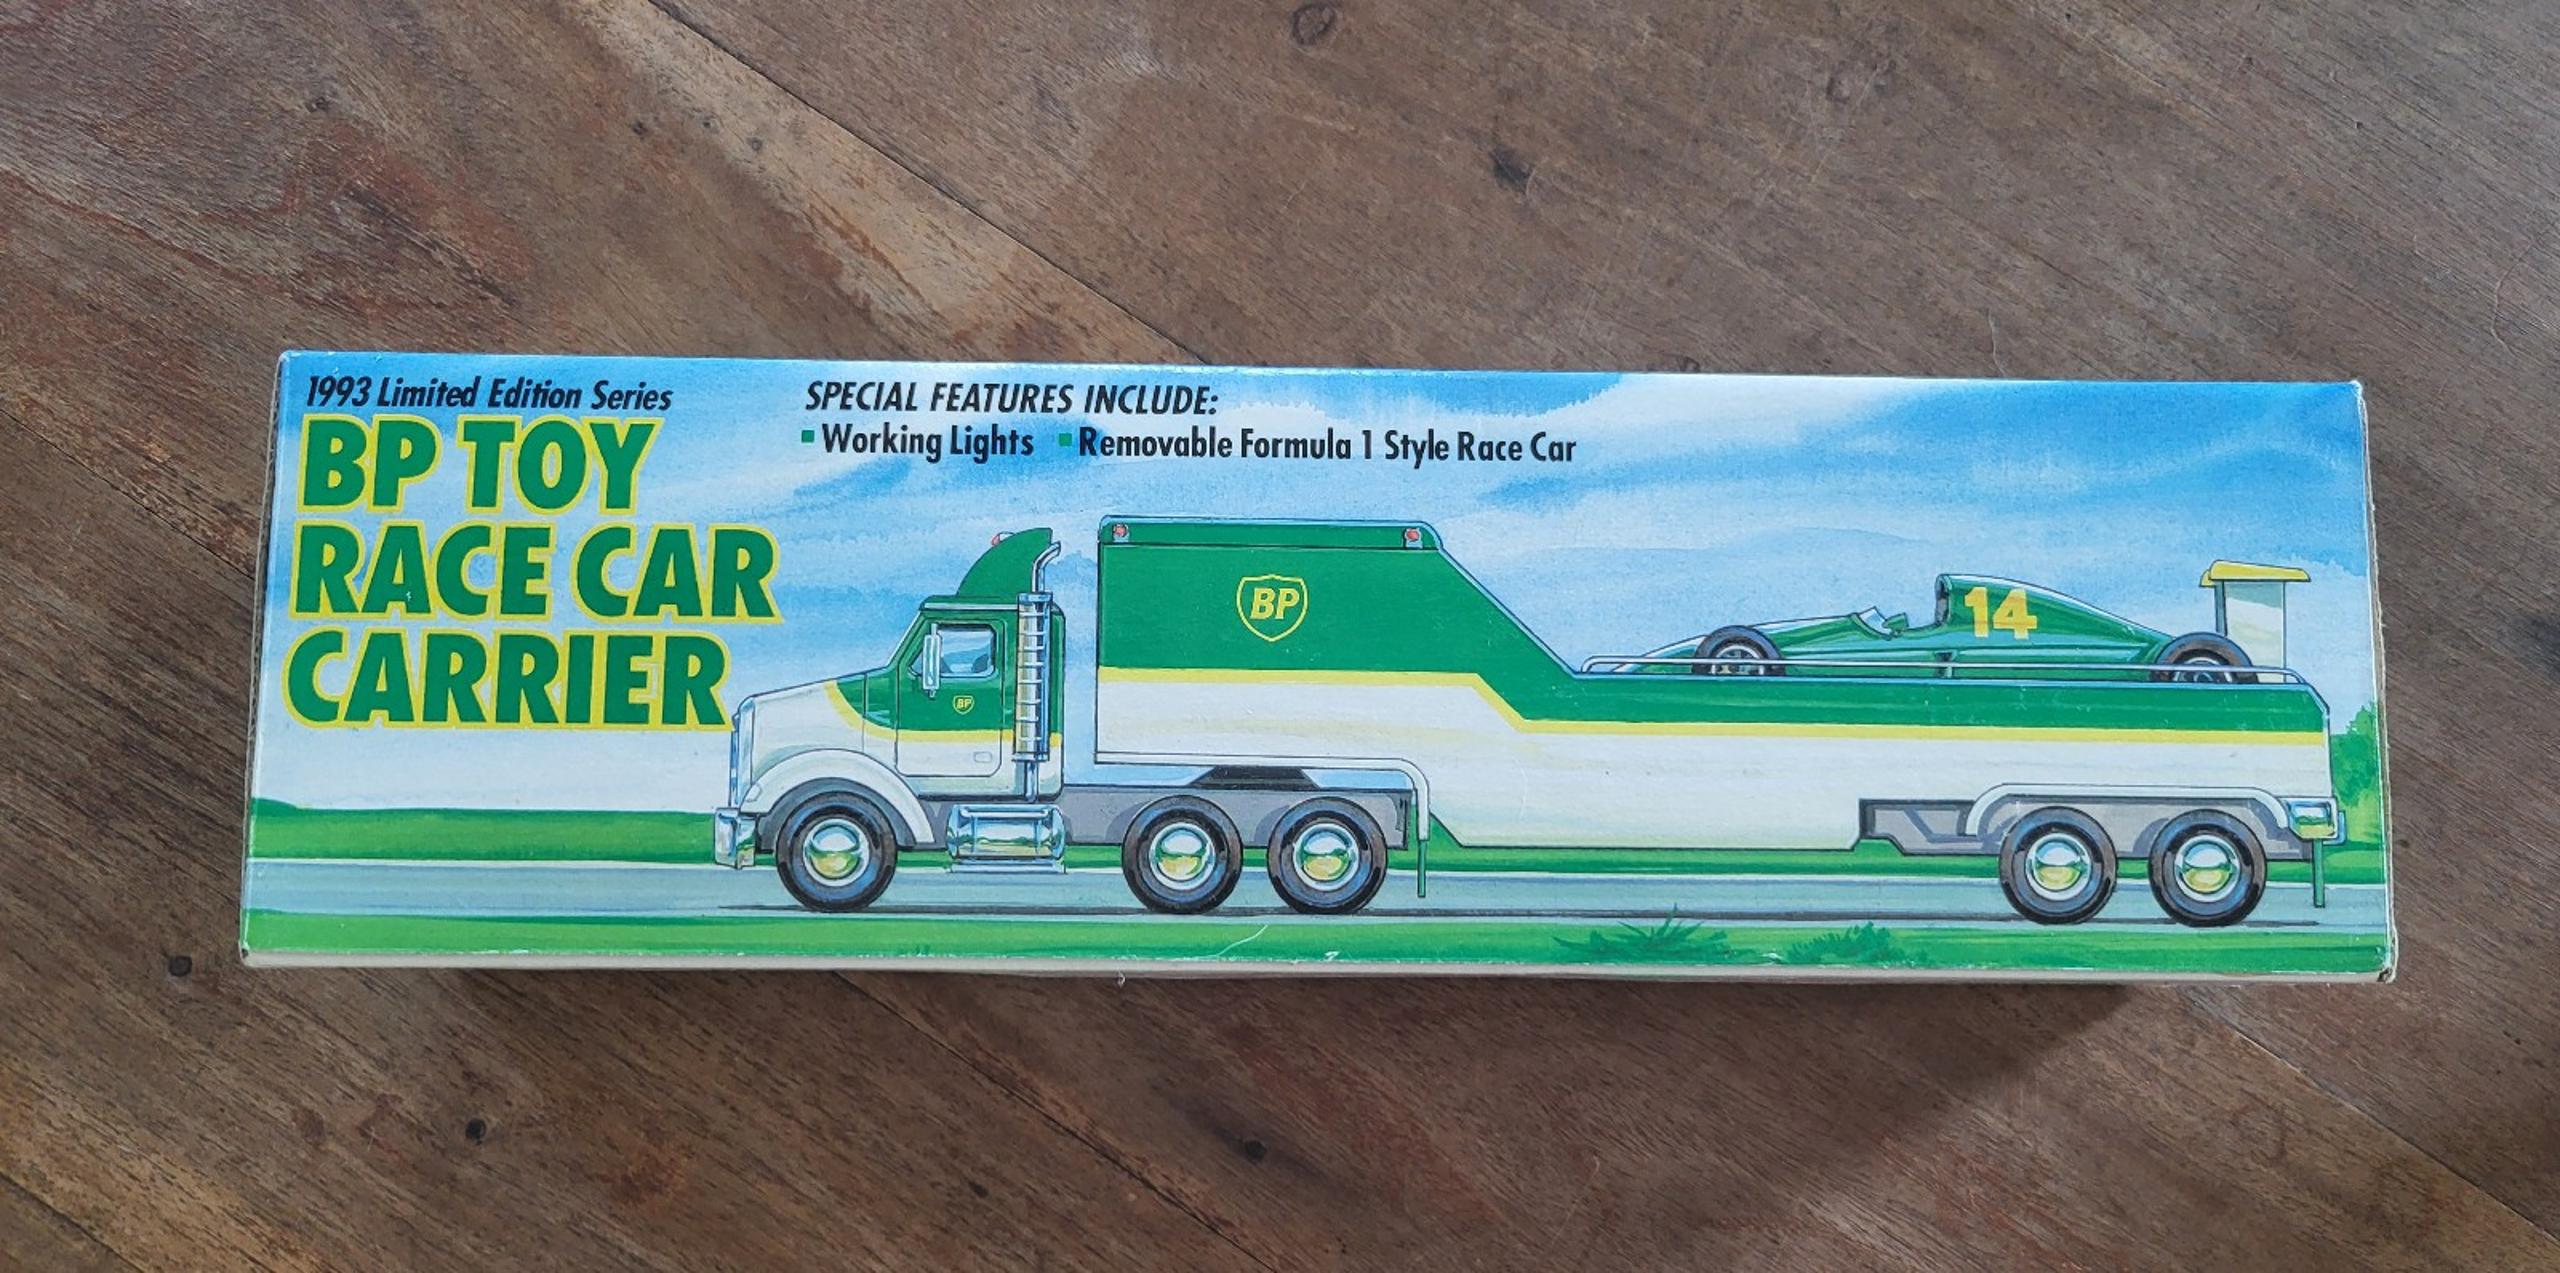 1993 Limited Edition Series
BP TOY
RACE CAR
CARRIER
SPECIAL FEATURES INCLUDE:
▪ Working Lights ▪ Removable Formula 1 Style Race Car
BP
BP
14